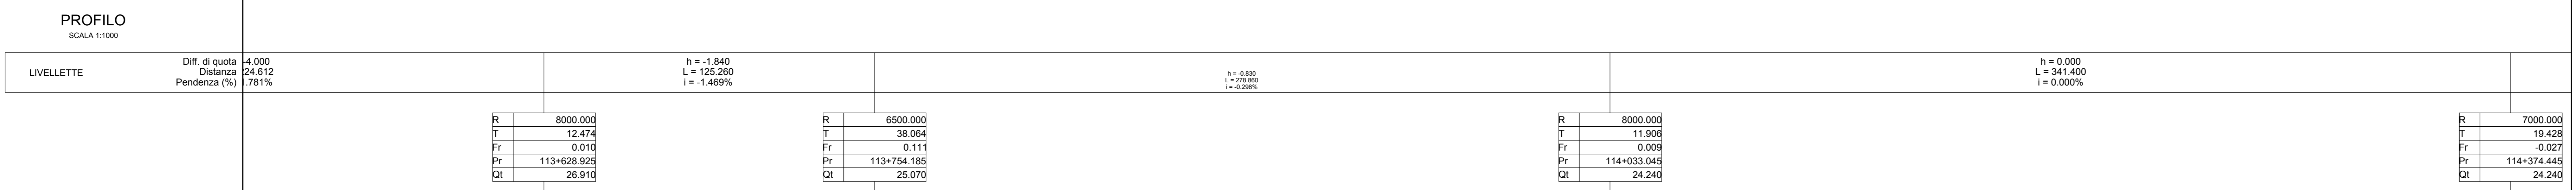 PROFILO
SCALA 1:1000
LIVELLETTE
Diff. di quota -4.000
Distanza 24.612
Pendenza (%) .781%
h = -1.840
L = 125.260
i = -1.469%
h = -0.830
L = 278.860
i = -0.298%
h = 0.000
L = 341.400
i = 0.000%
R 8000.000
T 12.474
Fr 0.010
Pr 113+628.925
Qt 26.910
R 6500.000
T 38.064
Fr 0.111
Pr 113+754.185
Qt 25.070
R 8000.000
T 11.906
Fr 0.009
Pr 114+033.045
Qt 24.240
R 7000.000
T 19.428
Fr -0.027
Pr 114+374.445
Qt 24.240